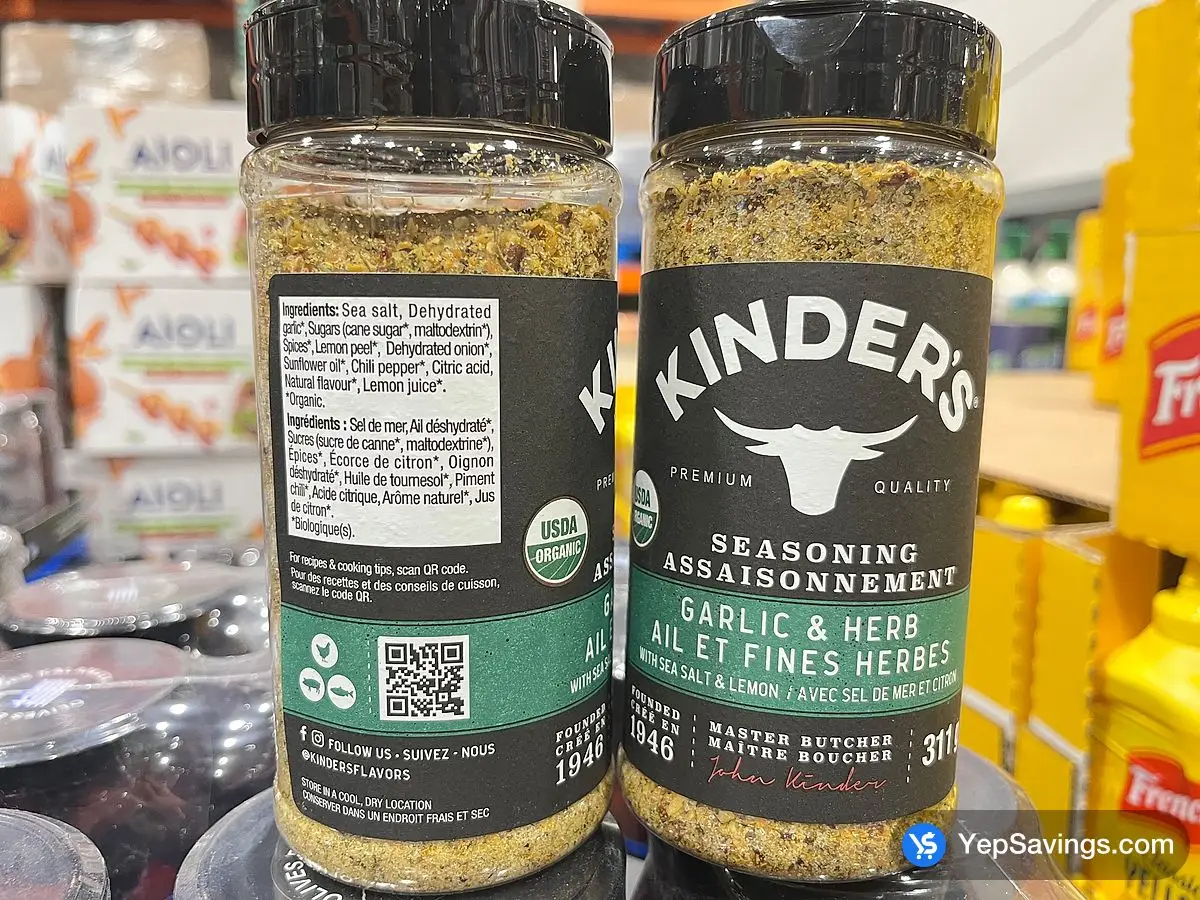 AIOLI
AIOLI
AIOLI
Ingredients: Sea salt, Dehydrated
garlic*, Sugars (cane sugar*, maltodextrin*),
Spices*, Lemon peel*, Dehydrated onion*,
Sunflower oil*, Chili pepper*, Citric acid,
Natural flavour*, Lemon juice*.
*Organic.
Ingrédients : Sel de mer, Ail déshydraté*,
Sucres (sucre de canne*, maltodextrine*),
Épices*, Écorce de citron*, Oignon
déshydraté*, Huile de tournesol*, Piment
chili*, Acide citrique, Arôme naturel*, Jus
de citron*.
*Biologique(s).
USDA
ORGANIC
For recipes & cooking tips, scan QR code.
Pour des recettes et des conseils de cuisson,
scannez le code QR.
AIL
FOLLOW US • SUIVEZ - NOUS
@KINDERSFLAVORS
STORE IN A COOL, DRY LOCATION
CONSERVER DANS UN ENDROIT FRAIS ET SEC
FOUNDED
CRÉÉ EN
1946
KINDER'S
PREMIUM QUALITY
USDA
ORGANIC
SEASONING
ASSAISONNEMENT
GARLIC & HERB
AIL ET FINES HERBES
WITH SEA SALT & LEMON / AVEC SEL DE MER ET CITRON
FOUNDED
CRÉÉ EN
1946
MASTER BUTCHER
MAÎTRE BOUCHER
John Kinder
311g
YepSavings.com